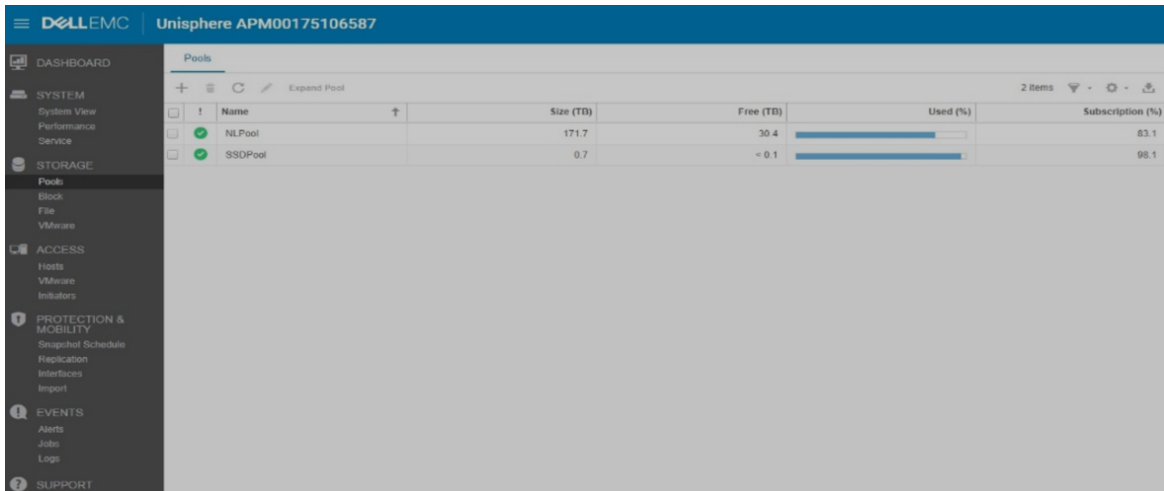 DELLEMC Unisphere APM00175106587
DASHBOARD
SYSTEM
System View
Performance
Service
STORAGE
Pools
Block
File
VMware
ACCESS
Hosts
VMware
Initiators
PROTECTION &
MOBILITY
Snapshot Schedule
Replication
Interfaces
Import
EVENTS
Alerts
Jobs
Logs
SUPPORT
Pools
Expand Pool 2 items
! Name Size (TB) Free (TB) Used (%) Subscription (%)
NLPool 171.7 30.4 83.1
SSDPool 0.7 < 0.1 98.1